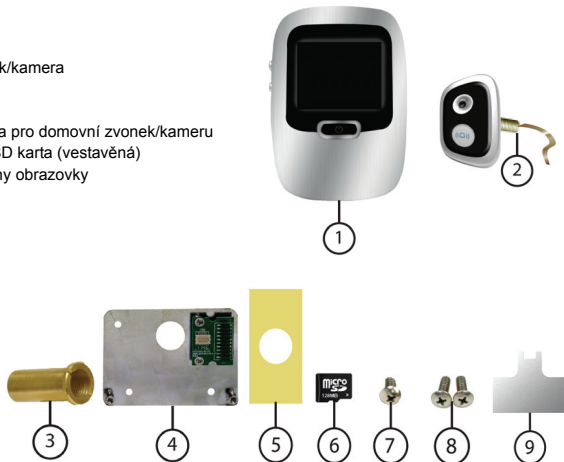 k/kamera
a pro domovní zvonek/kameru
D karta (vestavěná)
ny obrazovky
1
2
micro
SD
128MB
3
4
5
6
7
8
9